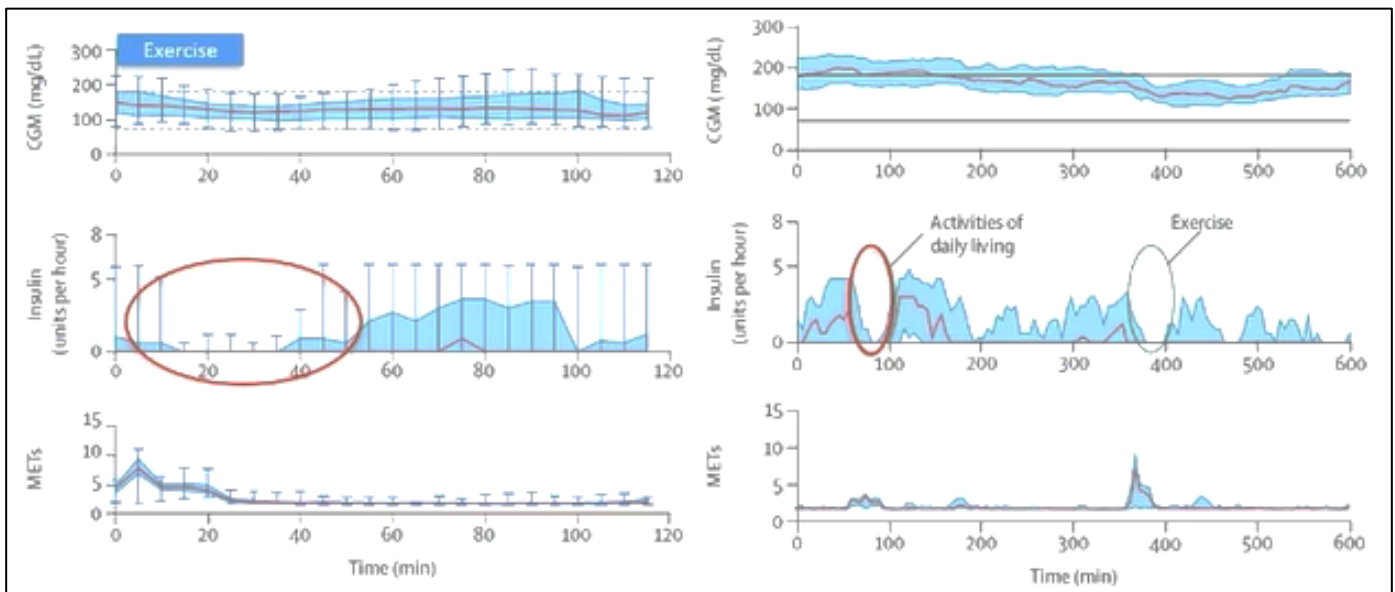 Exercise
CGM (mg/dL)
300
200
100
0
0 20 40 60 80 100 120
Insulin
(units per hour)
8
5
0
0 20 40 60 80 100 120
METs
15
10
5
0
0 20 40 60 80 100 120
Time (min)
CGM (mg/dL)
300
200
100
0
0 100 200 300 400 500 600
Activities of
daily living
Exercise
Insulin
(units per hour)
8
5
0
0 100 200 300 400 500 600
METs
15
10
5
0
0 100 200 300 400 500 600
Time (min)